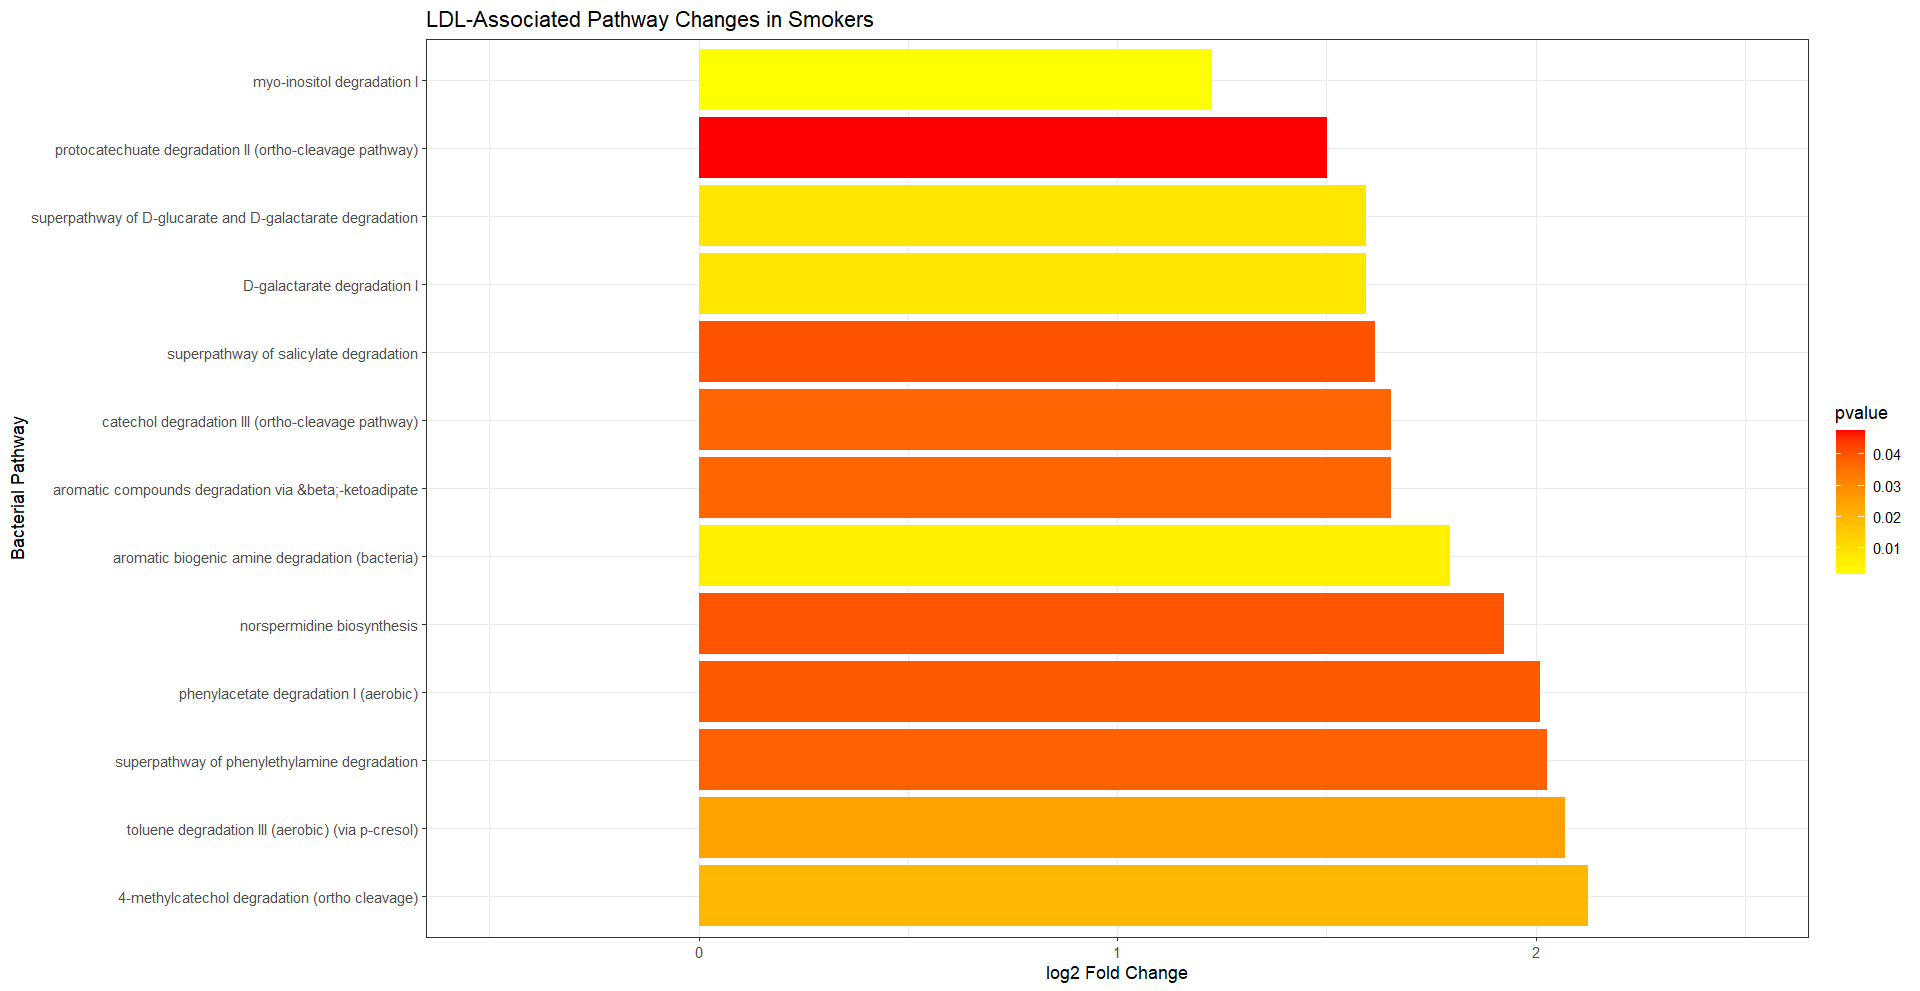 LDL-Associated Pathway Changes in Smokers
myo-inositol degradation I
protocatechuate degradation II (ortho-cleavage pathway)
superpathway of D-glucarate and D-galactarate degradation
D-galactarate degradation I
superpathway of salicylate degradation
catechol degradation III (ortho-cleavage pathway)
aromatic compounds degradation via &beta;-ketoadipate
aromatic biogenic amine degradation (bacteria)
norspermidine biosynthesis
phenylacetate degradation I (aerobic)
superpathway of phenylethylamine degradation
toluene degradation III (aerobic) (via p-cresol)
4-methylcatechol degradation (ortho cleavage)
Bacterial Pathway
0 1 2
log2 Fold Change
pvalue
0.04
0.03
0.02
0.01